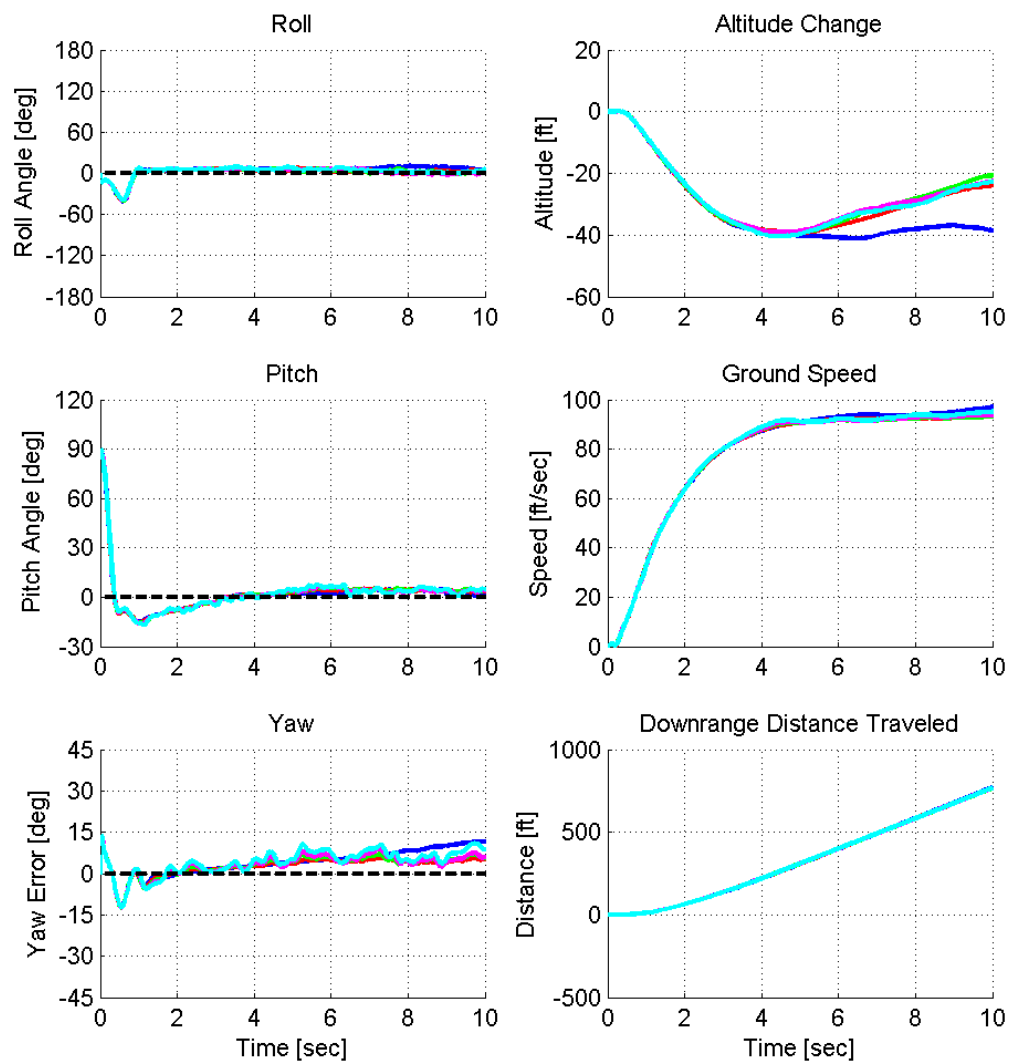 Roll
Roll Angle [deg]
180
120
60
0
-60
-120
-180
0 2 4 6 8 10
Altitude Change
Altitude [ft]
20
0
-20
-40
-60
0 2 4 6 8 10
Pitch
Pitch Angle [deg]
120
90
60
30
0
-30
0 2 4 6 8 10
Ground Speed
Speed [ft/sec]
100
80
60
40
20
0
0 2 4 6 8 10
Yaw
Yaw Error [deg]
45
30
15
0
-15
-30
-45
0 2 4 6 8 10
Time [sec]
Downrange Distance Traveled
Distance [ft]
1000
500
0
-500
0 2 4 6 8 10
Time [sec]